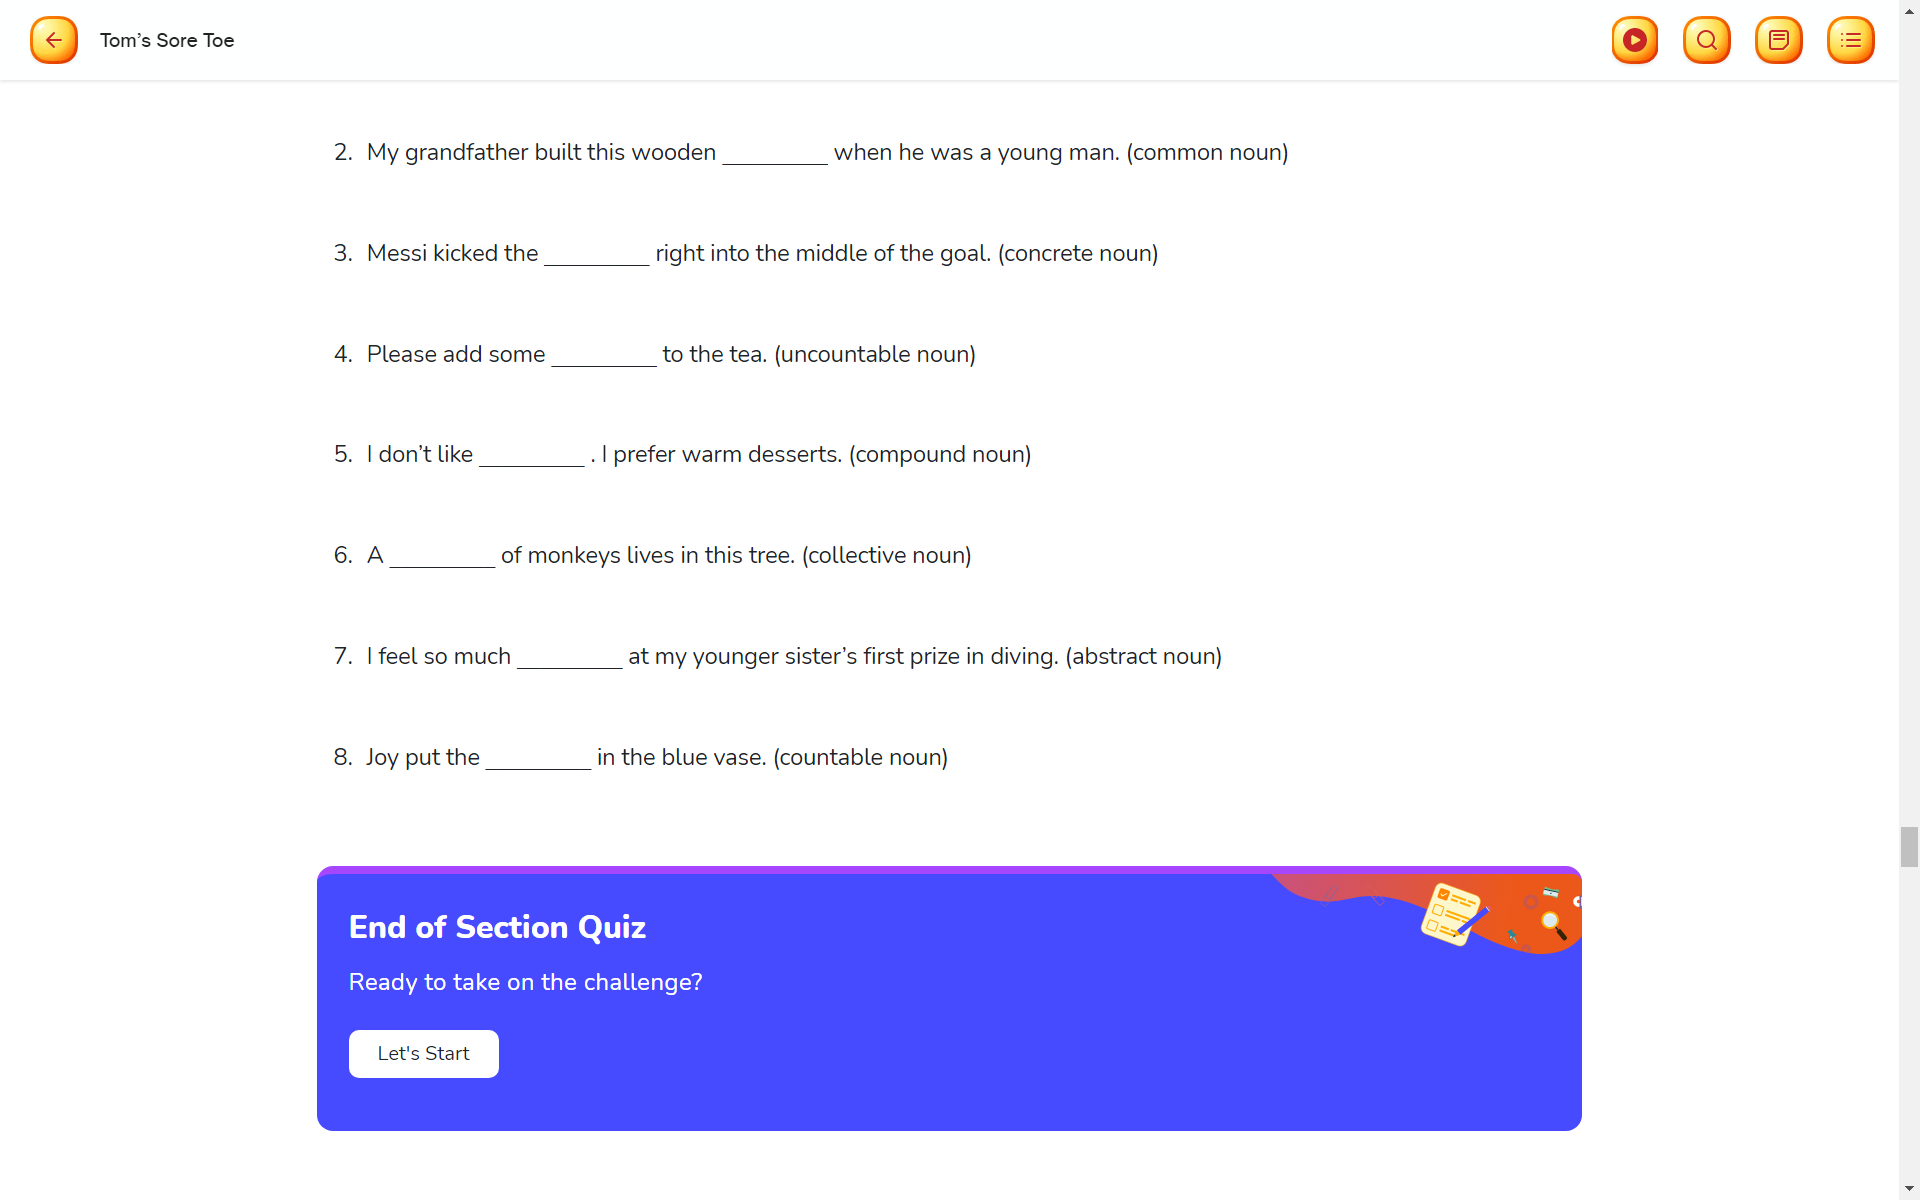 Tom’s Sore Toe
2. My grandfather built this wooden _________ when he was a young man. (common noun)
3. Messi kicked the _________ right into the middle of the goal. (concrete noun)
4. Please add some _________ to the tea. (uncountable noun)
5. I don’t like _________ . I prefer warm desserts. (compound noun)
6. A _________ of monkeys lives in this tree. (collective noun)
7. I feel so much _________ at my younger sister’s first prize in diving. (abstract noun)
8. Joy put the _________ in the blue vase. (countable noun)
End of Section Quiz
Ready to take on the challenge?
Let's Start